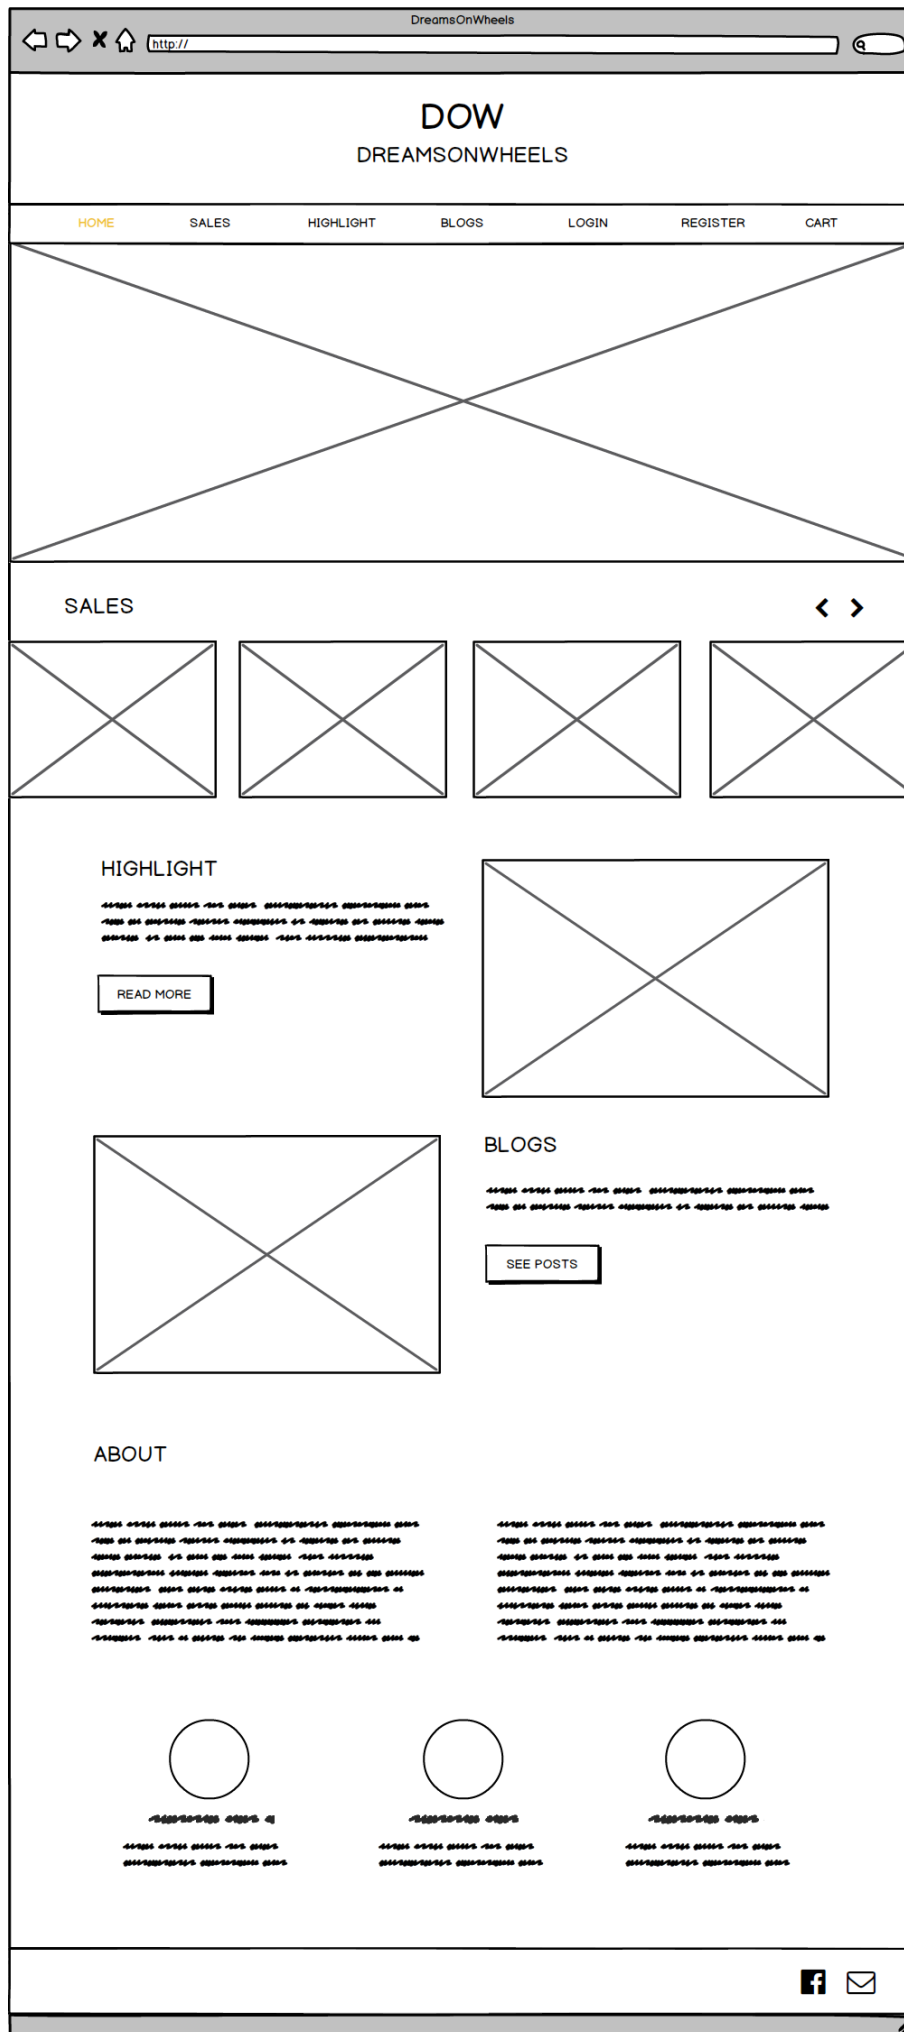 DreamsOnWheels
http://
DOW
DREAMSONWHEELS
HOME SALES HIGHLIGHT BLOGS LOGIN REGISTER CART
SALES
HIGHLIGHT
READ MORE
BLOGS
SEE POSTS
ABOUT